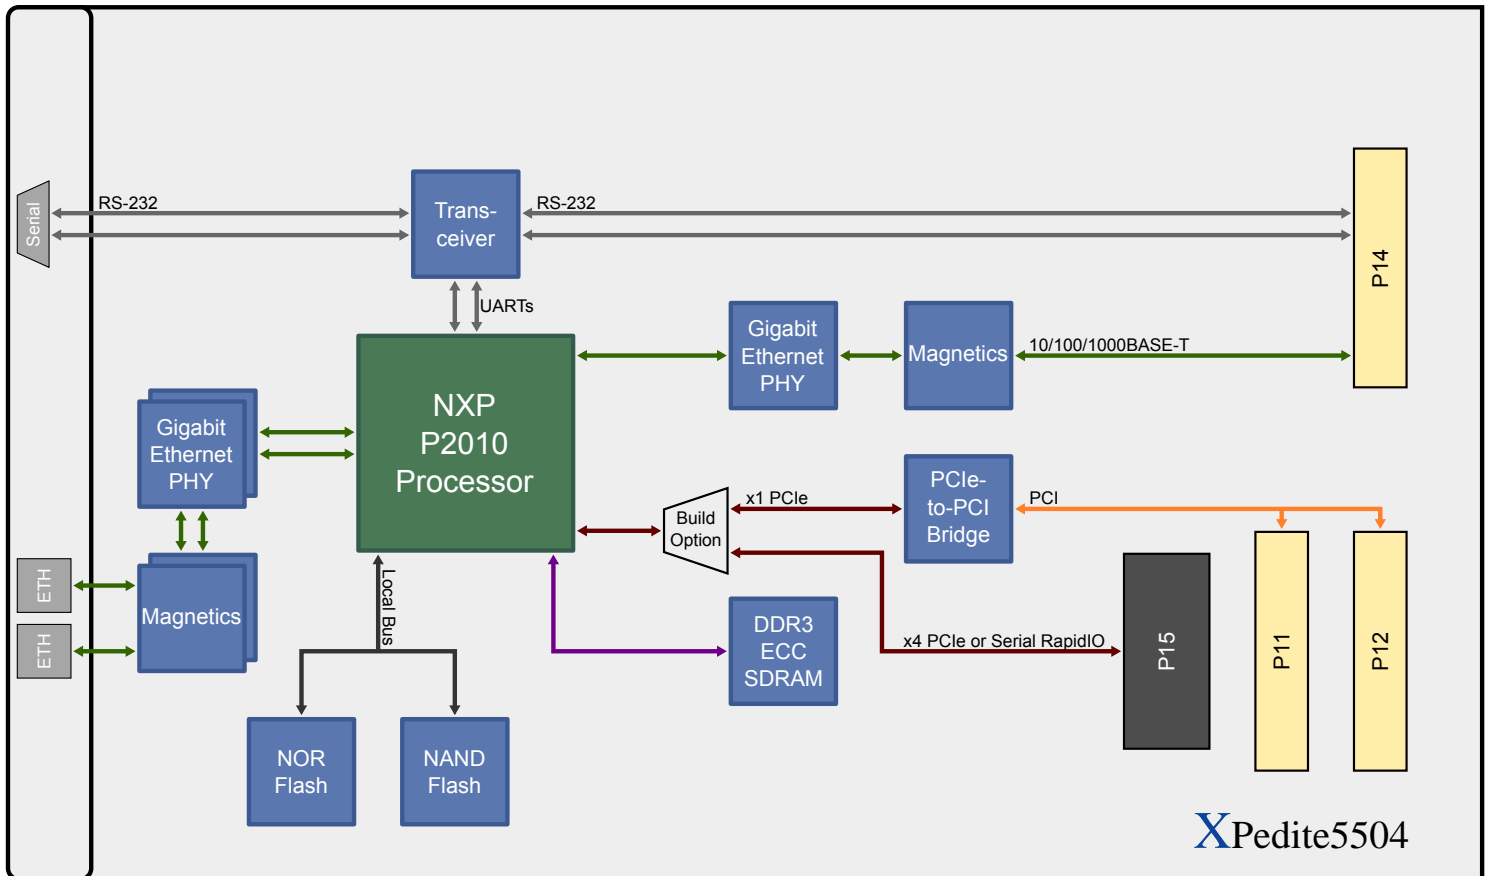 Serial
RS-232
Trans-
ceiver
RS-232
P14
UARTs
Gigabit
Ethernet
PHY
Magnetics
10/100/1000BASE-T
NXP
P2010
Processor
Gigabit
Ethernet
PHY
Build
Option
x1 PCIe
PCIe-
to-PCI
Bridge
PCI
ETH
ETH
Magnetics
Local Bus
DDR3
ECC
SDRAM
x4 PCIe or Serial RapidIO
P15
P11
P12
NOR
Flash
NAND
Flash
XPedite5504